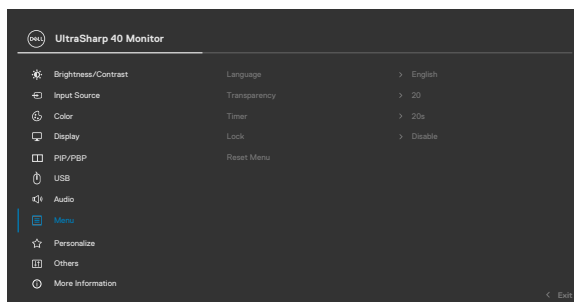 DELL UltraSharp 40 Monitor
Brightness/Contrast Language > English
Input Source Transparency > 20
Color Timer > 20s
Display Lock > Disable
PIP/PBP Reset Menu
USB
Audio
Menu
Personalize
Others
More Information
< Exit